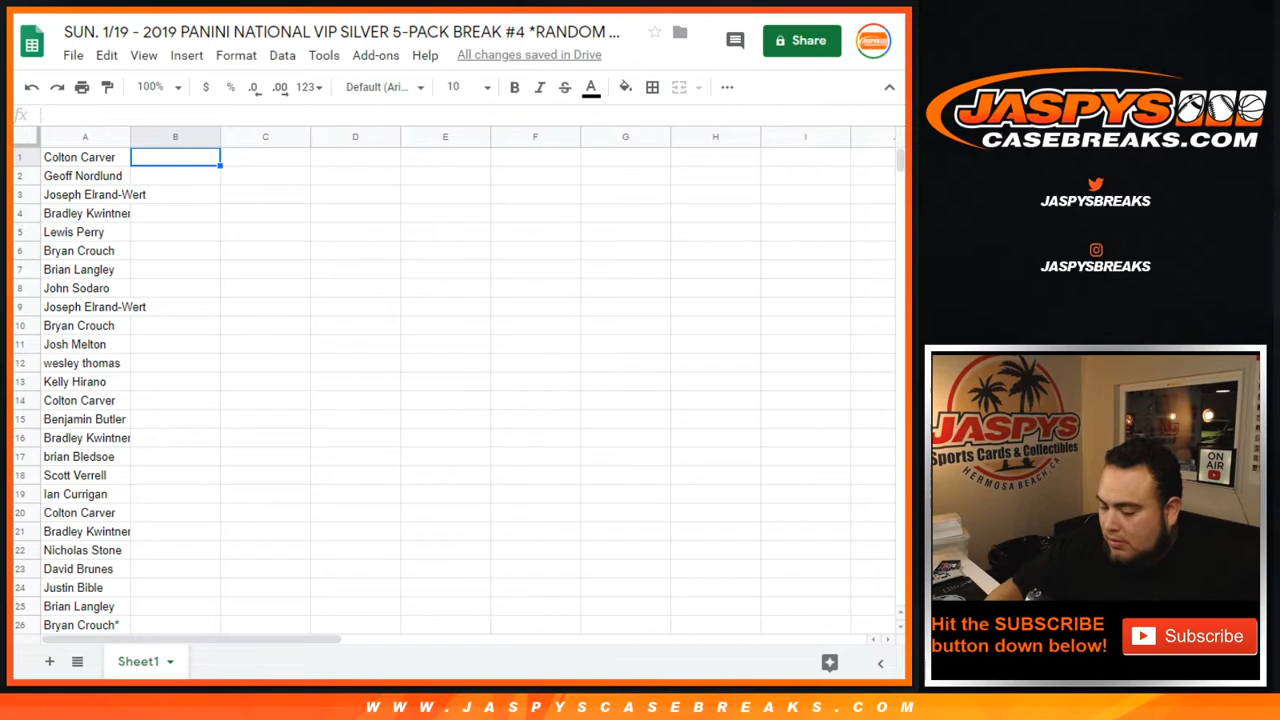 SUN. 1/19 - 2019 PANINI NATIONAL VIP SILVER 5-PACK BREAK #4 *RANDOM ...
File Edit View Insert Format Data Tools Add-ons Help All changes saved in Drive
Share
100% $ % .0 .00 123 Default (Ari... 10 B I S A
fx
A B C D E F G H I
1 Colton Carver
2 Geoff Nordlund
3 Joseph Elrand-Wert
4 Bradley Kwintner
5 Lewis Perry
6 Bryan Crouch
7 Brian Langley
8 John Sodaro
9 Joseph Elrand-Wert
10 Bryan Crouch
11 Josh Melton
12 wesley thomas
13 Kelly Hirano
14 Colton Carver
15 Benjamin Butler
16 Bradley Kwintner
17 brian Bledsoe
18 Scott Verrell
19 Ian Currigan
20 Colton Carver
21 Bradley Kwintner
22 Nicholas Stone
23 David Brunes
24 Justin Bible
25 Brian Langley
26 Bryan Crouch*
Sheet1
JASPYS
CASEBREAKS.COM
JASPYSBREAKS
JASPYSBREAKS
JASPYS
Sports Cards & Collectibles
HERMOSA BEACH, CA
ON
AIR
Hit the SUBSCRIBE
button down below!
Subscribe
WWW.JASPYSCASEBREAKS.COM